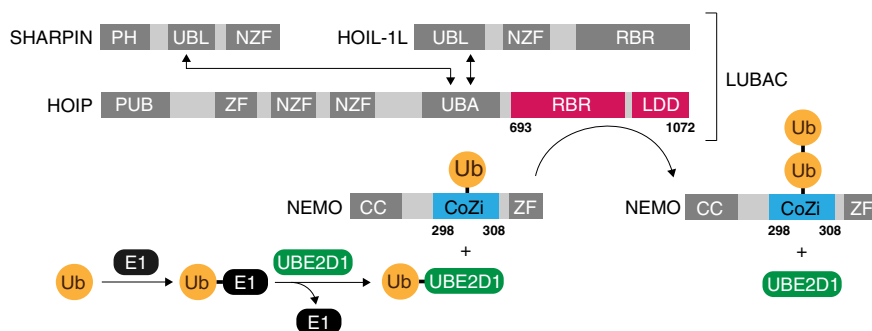 SHARPIN PH UBL NZF HOIL-1L UBL NZF RBR
LUBAC
HOIP PUB ZF NZF NZF UBA RBR LDD
693 1072
Ub
Ub Ub
NEMO CC CoZi ZF NEMO CC CoZi ZF
298 308 298 308
+ +
E1 UBE2D1
Ub Ub E1 Ub UBE2D1 UBE2D1
E1